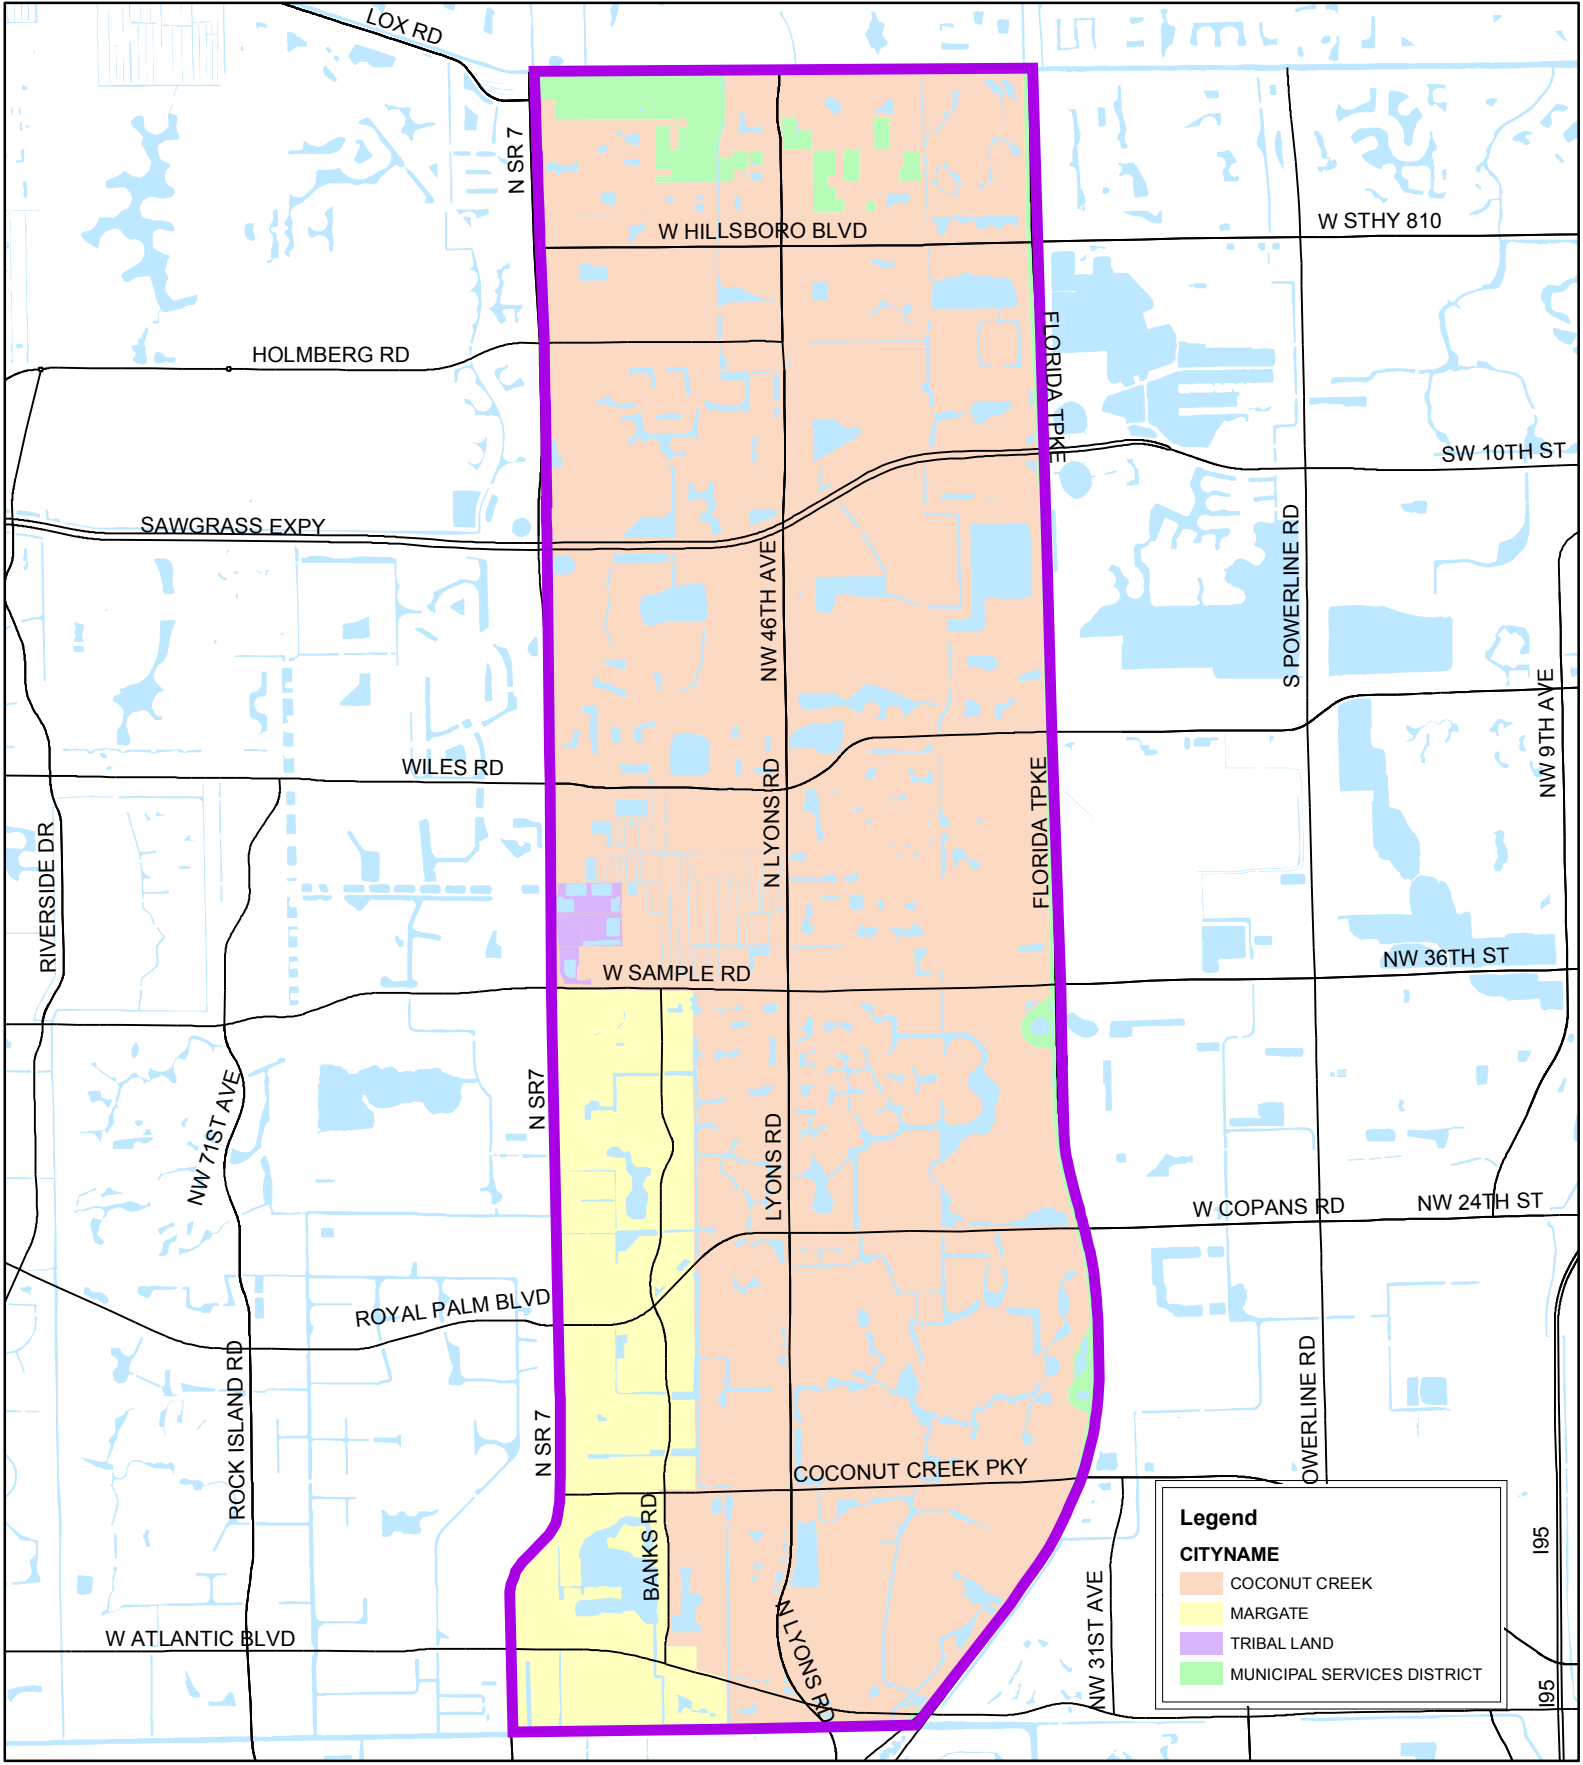 LOX RD
N SR 7
W HILLSBORO BLVD
W STHY 810
HOLMBERG RD
FLORIDA TPKE
SW 10TH ST
SAWGRASS EXPY
NW 46TH AVE
S POWERLINE RD
NW 9TH AVE
WILES RD
N LYONS RD
FLORIDA TPKE
RIVERSIDE DR
W SAMPLE RD
NW 36TH ST
N SR7
NW 71ST AVE
LYONS RD
W COPANS RD
NW 24TH ST
ROYAL PALM BLVD
ROCK ISLAND RD
OWERLINE RD
N SR 7
COCONUT CREEK PKY
BANKS RD
W ATLANTIC BLVD
N LYONS RD
NW 31ST AVE
I95
I95
Legend
CITYNAME
COCONUT CREEK
MARGATE
TRIBAL LAND
MUNICIPAL SERVICES DISTRICT